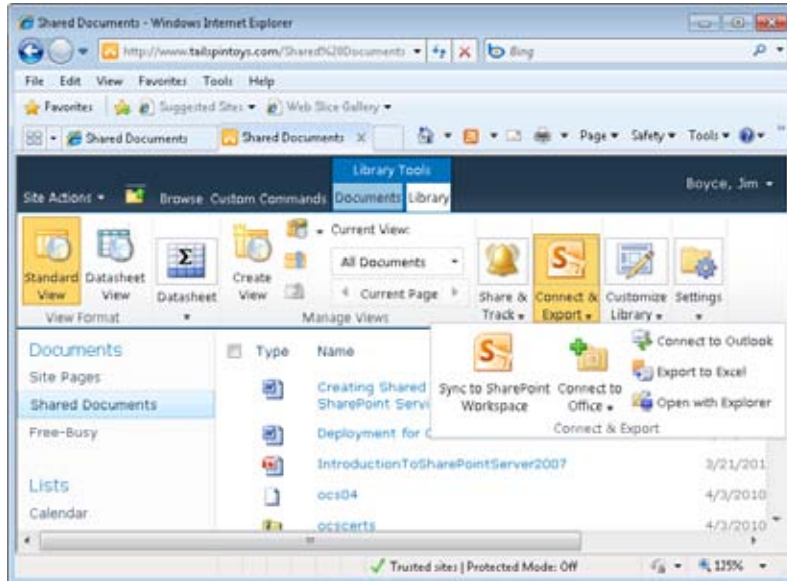 Shared Documents - Windows Internet Explorer
http://www.tailspintoys.com/Shared%20Documents
Bing
File Edit View Favorites Tools Help
Favorites Suggested Sites Web Slice Gallery
Shared Documents Shared Documents Page Safety Tools
Library Tools
Site Actions Browse Custom Commands Documents Library Boyce, Jim
Current View:
All Documents
Current Page
Standard View
Datasheet View
Datasheet
Create View
Share & Track
Connect & Export
Customize Library
Settings
View Format
Manage Views
Documents
Site Pages
Shared Documents
Free-Busy
Lists
Calendar
Type Name
Creating Shared
SharePoint Servi
Deployment for
IntroductionToSharePointServer2007 3/21/201
ocs04 4/3/2010
ocscerts 4/3/2010
Sync to SharePoint Workspace
Connect to Office
Connect to Outlook
Export to Excel
Open with Explorer
Connect & Export
Trusted sites | Protected Mode: Off 125%